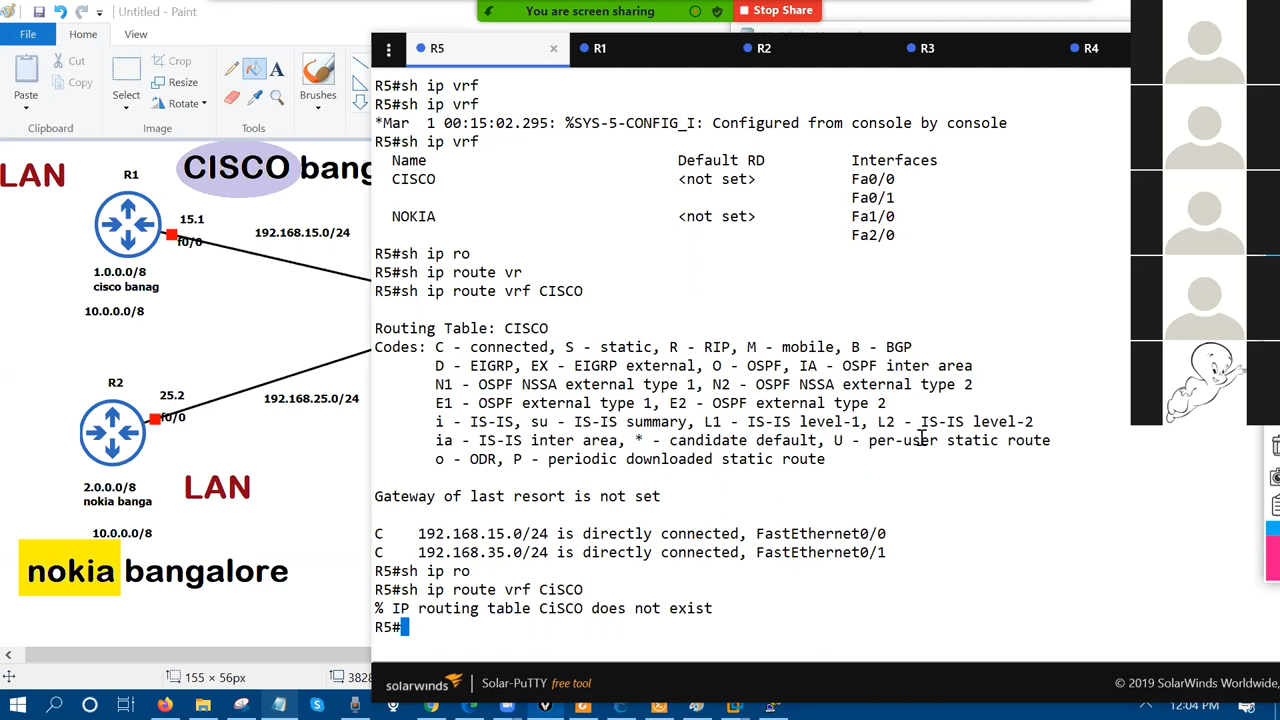 Untitled - Paint
You are screen sharing
Stop Share
File
Home
View
Paste
Cut
Copy
Clipboard
Select
Crop
Resize
Rotate
Image
A
Tools
Brushes
R5
R1
R2
R3
R4
LAN
CISCO bang
R1
15.1
f0/0
192.168.15.0/24
1.0.0.0/8
cisco banag
10.0.0.0/8
R2
25.2
f0/0
192.168.25.0/24
2.0.0.0/8
nokia banga
LAN
10.0.0.0/8
nokia bangalore
155 × 56px
3828
R5#sh ip vrf
R5#sh ip vrf
*Mar  1 00:15:02.295: %SYS-5-CONFIG_I: Configured from console by console
R5#sh ip vrf
  Name                             Default RD          Interfaces
  CISCO                            <not set>           Fa0/0
                                                       Fa0/1
  NOKIA                            <not set>           Fa1/0
                                                       Fa2/0
R5#sh ip ro
R5#sh ip route vr
R5#sh ip route vrf CISCO
Routing Table: CISCO
Codes: C - connected, S - static, R - RIP, M - mobile, B - BGP
       D - EIGRP, EX - EIGRP external, O - OSPF, IA - OSPF inter area
       N1 - OSPF NSSA external type 1, N2 - OSPF NSSA external type 2
       E1 - OSPF external type 1, E2 - OSPF external type 2
       i - IS-IS, su - IS-IS summary, L1 - IS-IS level-1, L2 - IS-IS level-2
       ia - IS-IS inter area, * - candidate default, U - per-user static route
       o - ODR, P - periodic downloaded static route
Gateway of last resort is not set
C    192.168.15.0/24 is directly connected, FastEthernet0/0
C    192.168.35.0/24 is directly connected, FastEthernet0/1
R5#sh ip ro
R5#sh ip route vrf CiSCO
% IP routing table CiSCO does not exist
R5#
solarwinds
Solar-PuTTY free tool
© 2019 SolarWinds Worldwide,
12:04 PM